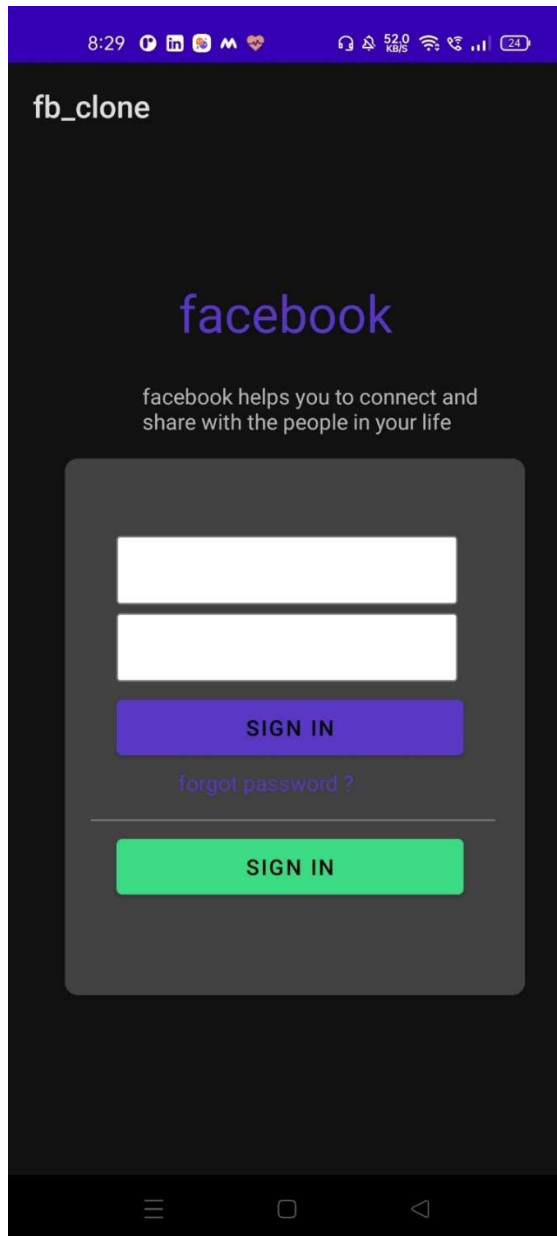 8:29 in 52.0 KB/S 24
fb_clone
facebook
facebook helps you to connect and
share with the people in your life
SIGN IN
forgot password ?
SIGN IN